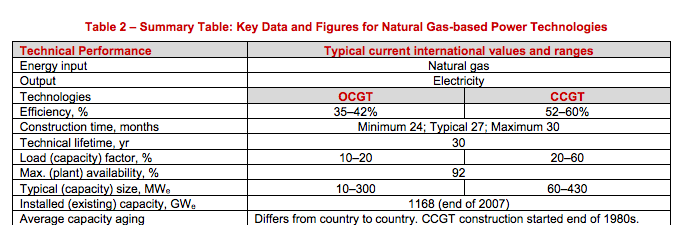 Table 2 – Summary Table: Key Data and Figures for Natural Gas-based Power Technologies
Technical Performance Typical current international values and ranges
Energy input Natural gas
Output Electricity
Technologies OCGT CCGT
Efficiency, % 35–42% 52–60%
Construction time, months Minimum 24; Typical 27; Maximum 30
Technical lifetime, yr 30
Load (capacity) factor, % 10–20 20–60
Max. (plant) availability, % 92
Typical (capacity) size, MWe 10–300 60–430
Installed (existing) capacity, GWe 1168 (end of 2007)
Average capacity aging Differs from country to country. CCGT construction started end of 1980s.